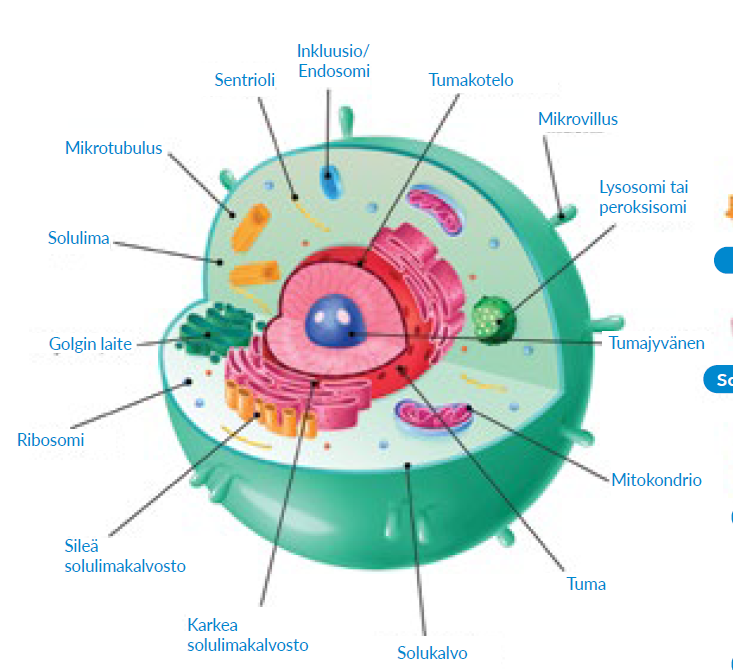 Inkluusio/
Endosomi
Sentrioli
Tumakotelo
Mikrovillus
Mikrotubulus
Lysosomi tai
peroksisomi
Solulima
Golgin laite
Tumajyvänen
Ribosomi
Mitokondrio
Sileä
solulimakalvosto
Tuma
Karkea
solulimakalvosto
Solukalvo